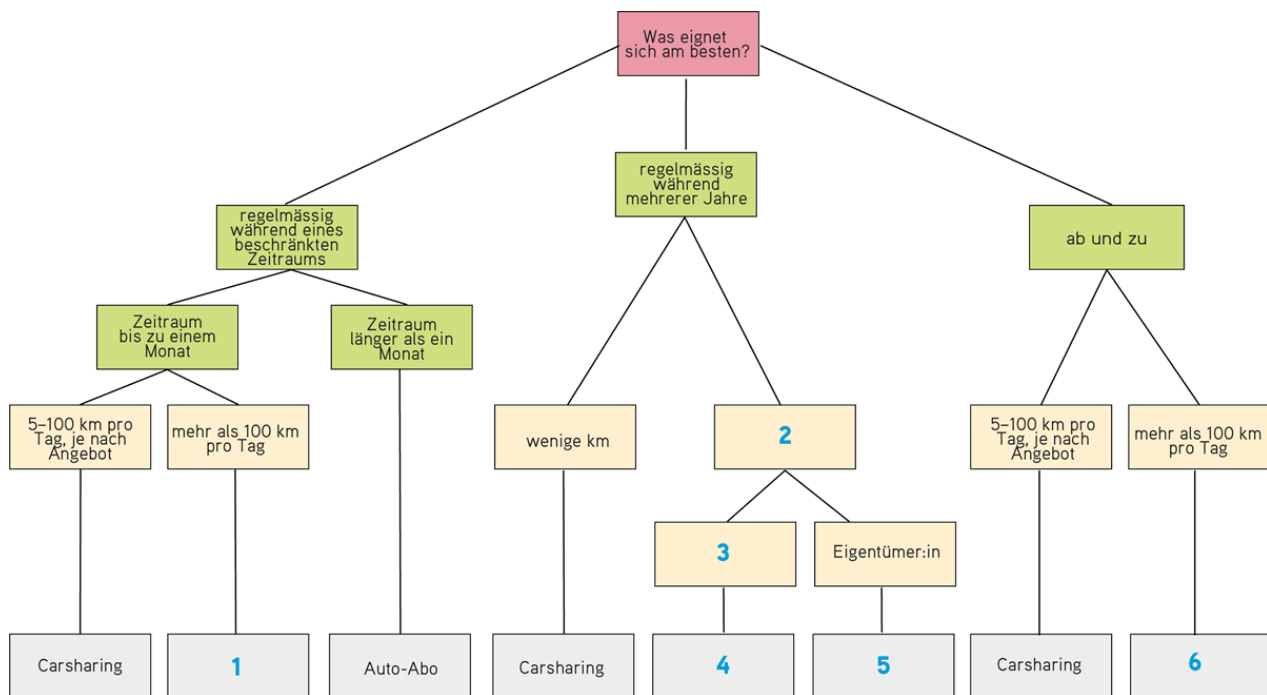 Was eignet
sich am besten?
regelmässig
während
mehrerer Jahre
regelmässig
während eines
beschränkten
Zeitraums
ab und zu
Zeitraum
bis zu einem
Monat
Zeitraum
länger als ein
Monat
5–100 km pro
Tag, je nach
Angebot
mehr als 100 km
pro Tag
wenige km
2
5–100 km pro
Tag, je nach
Angebot
mehr als 100 km
pro Tag
3
Eigentümer:in
Carsharing
1
Auto-Abo
Carsharing
4
5
Carsharing
6